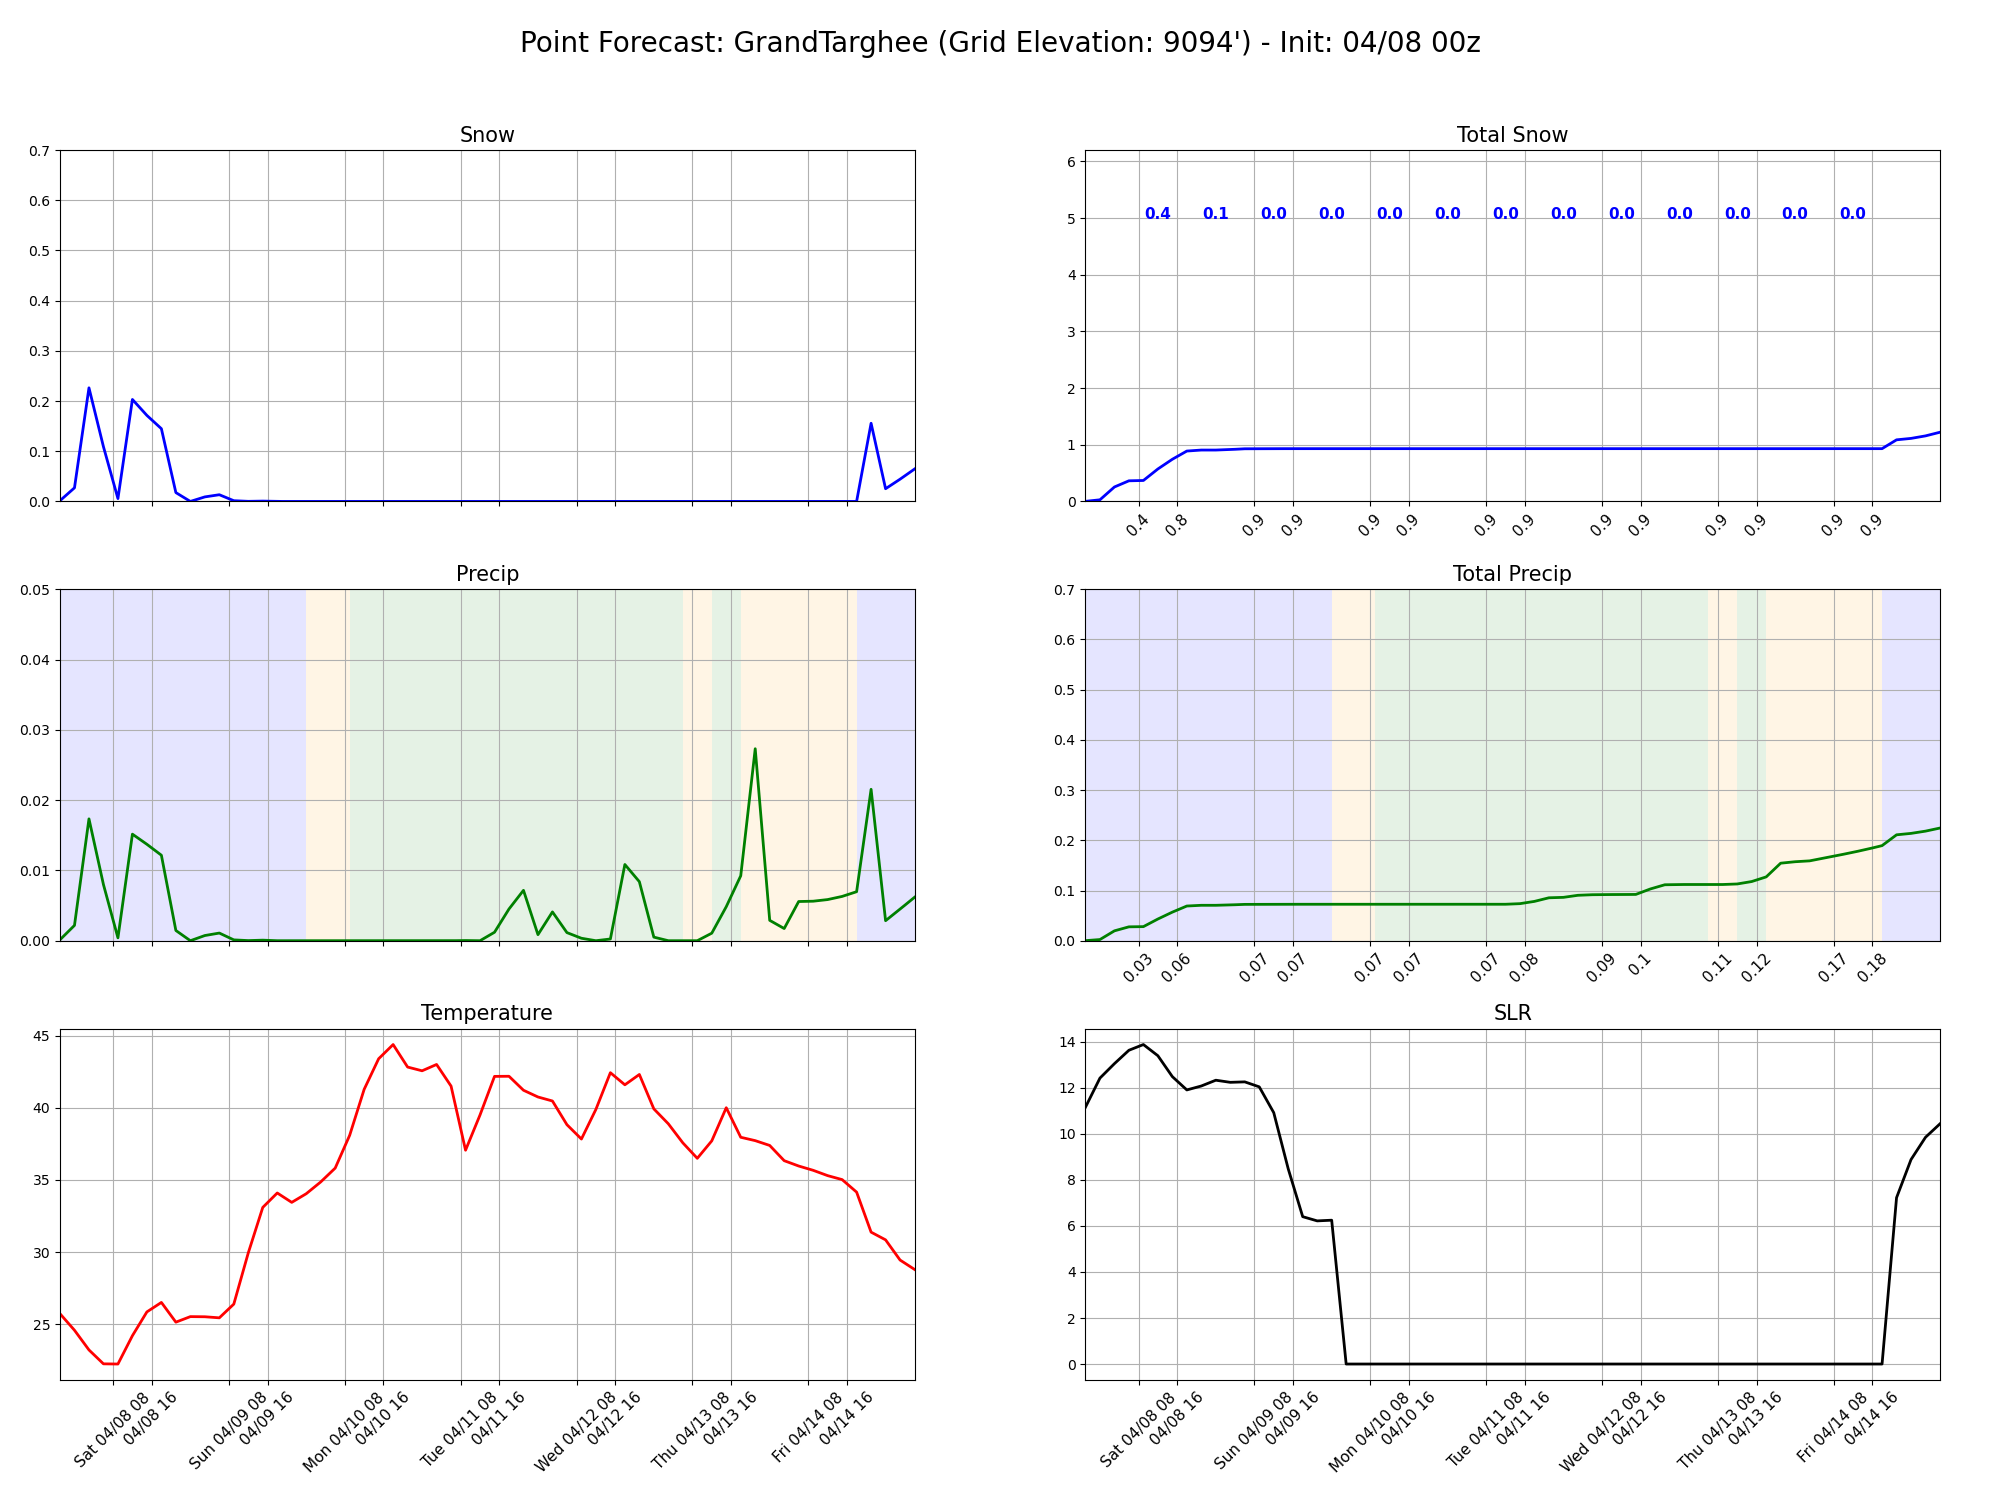 Point Forecast: GrandTarghee (Grid Elevation: 9094') - Init: 04/08 00z
Snow
0.7
0.6
0.5
0.4
0.3
0.2
0.1
0.0
Total Snow
6
5
4
3
2
1
0
0.4 0.1 0.0 0.0 0.0 0.0 0.0 0.0 0.0 0.0 0.0 0.0 0.0
0.4 0.8 0.9 0.9 0.9 0.9 0.9 0.9 0.9 0.9 0.9 0.9 0.9 0.9
Precip
0.05
0.04
0.03
0.02
0.01
0.00
Total Precip
0.7
0.6
0.5
0.4
0.3
0.2
0.1
0.0
0.03 0.06 0.07 0.07 0.07 0.07 0.07 0.08 0.09 0.1 0.11 0.12 0.17 0.18
Temperature
45
40
35
30
25
Sat 04/08 08
04/08 16
Sun 04/09 08
04/09 16
Mon 04/10 08
04/10 16
Tue 04/11 08
04/11 16
Wed 04/12 08
04/12 16
Thu 04/13 08
04/13 16
Fri 04/14 08
04/14 16
SLR
14
12
10
8
6
4
2
0
Sat 04/08 08
04/08 16
Sun 04/09 08
04/09 16
Mon 04/10 08
04/10 16
Tue 04/11 08
04/11 16
Wed 04/12 08
04/12 16
Thu 04/13 08
04/13 16
Fri 04/14 08
04/14 16